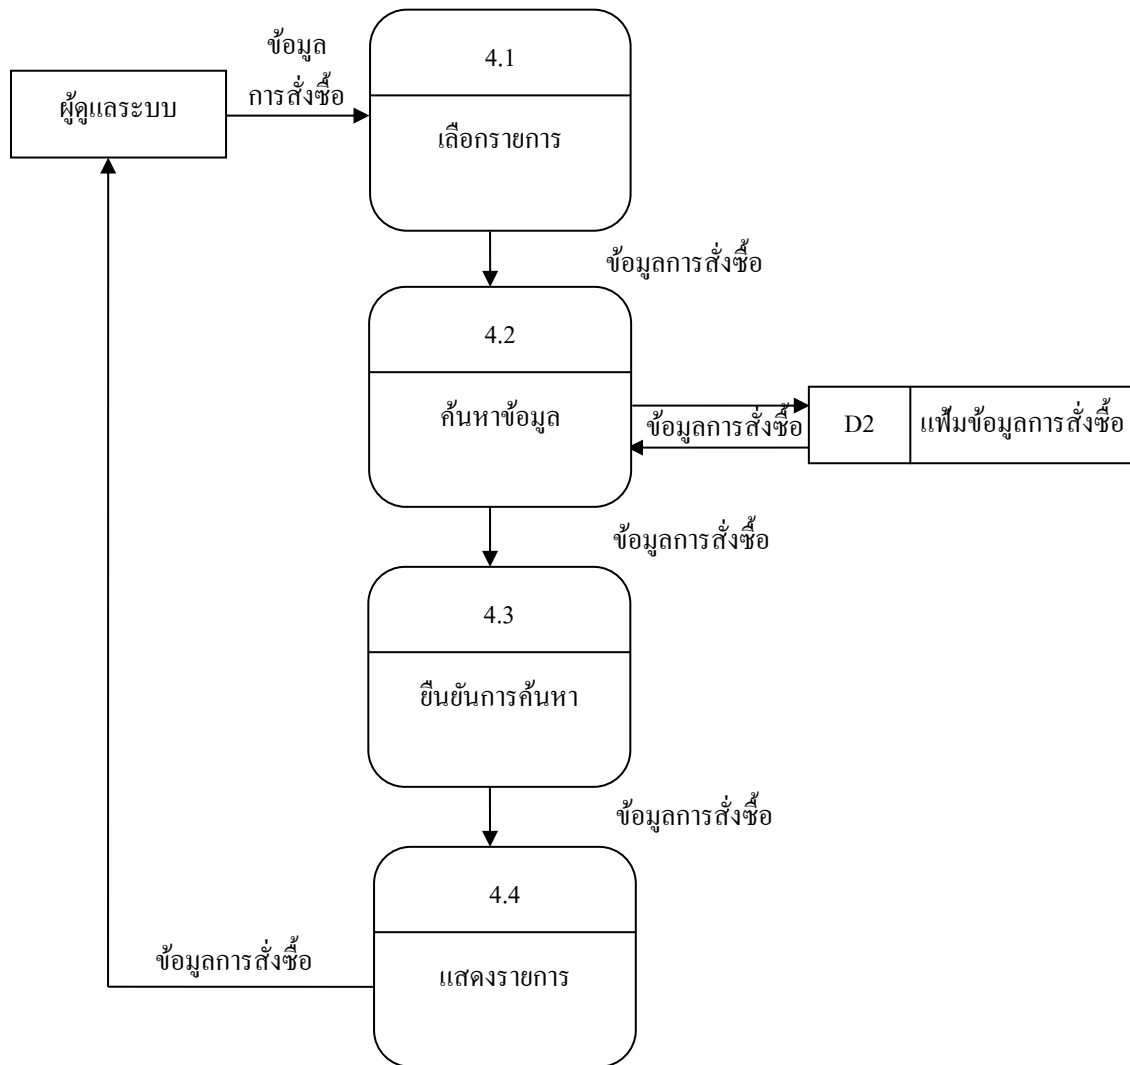 ข้อมูล
การสั่งซื้อ
ผู้ดูแลระบบ
4.1
เลือกรายการ
ข้อมูลการสั่งซื้อ
4.2
ค้นหาข้อมูล
ข้อมูลการสั่งซื้อ
D2
แฟ้มข้อมูลการสั่งซื้อ
ข้อมูลการสั่งซื้อ
4.3
ยืนยันการค้นหา
ข้อมูลการสั่งซื้อ
4.4
แสดงรายการ
ข้อมูลการสั่งซื้อ